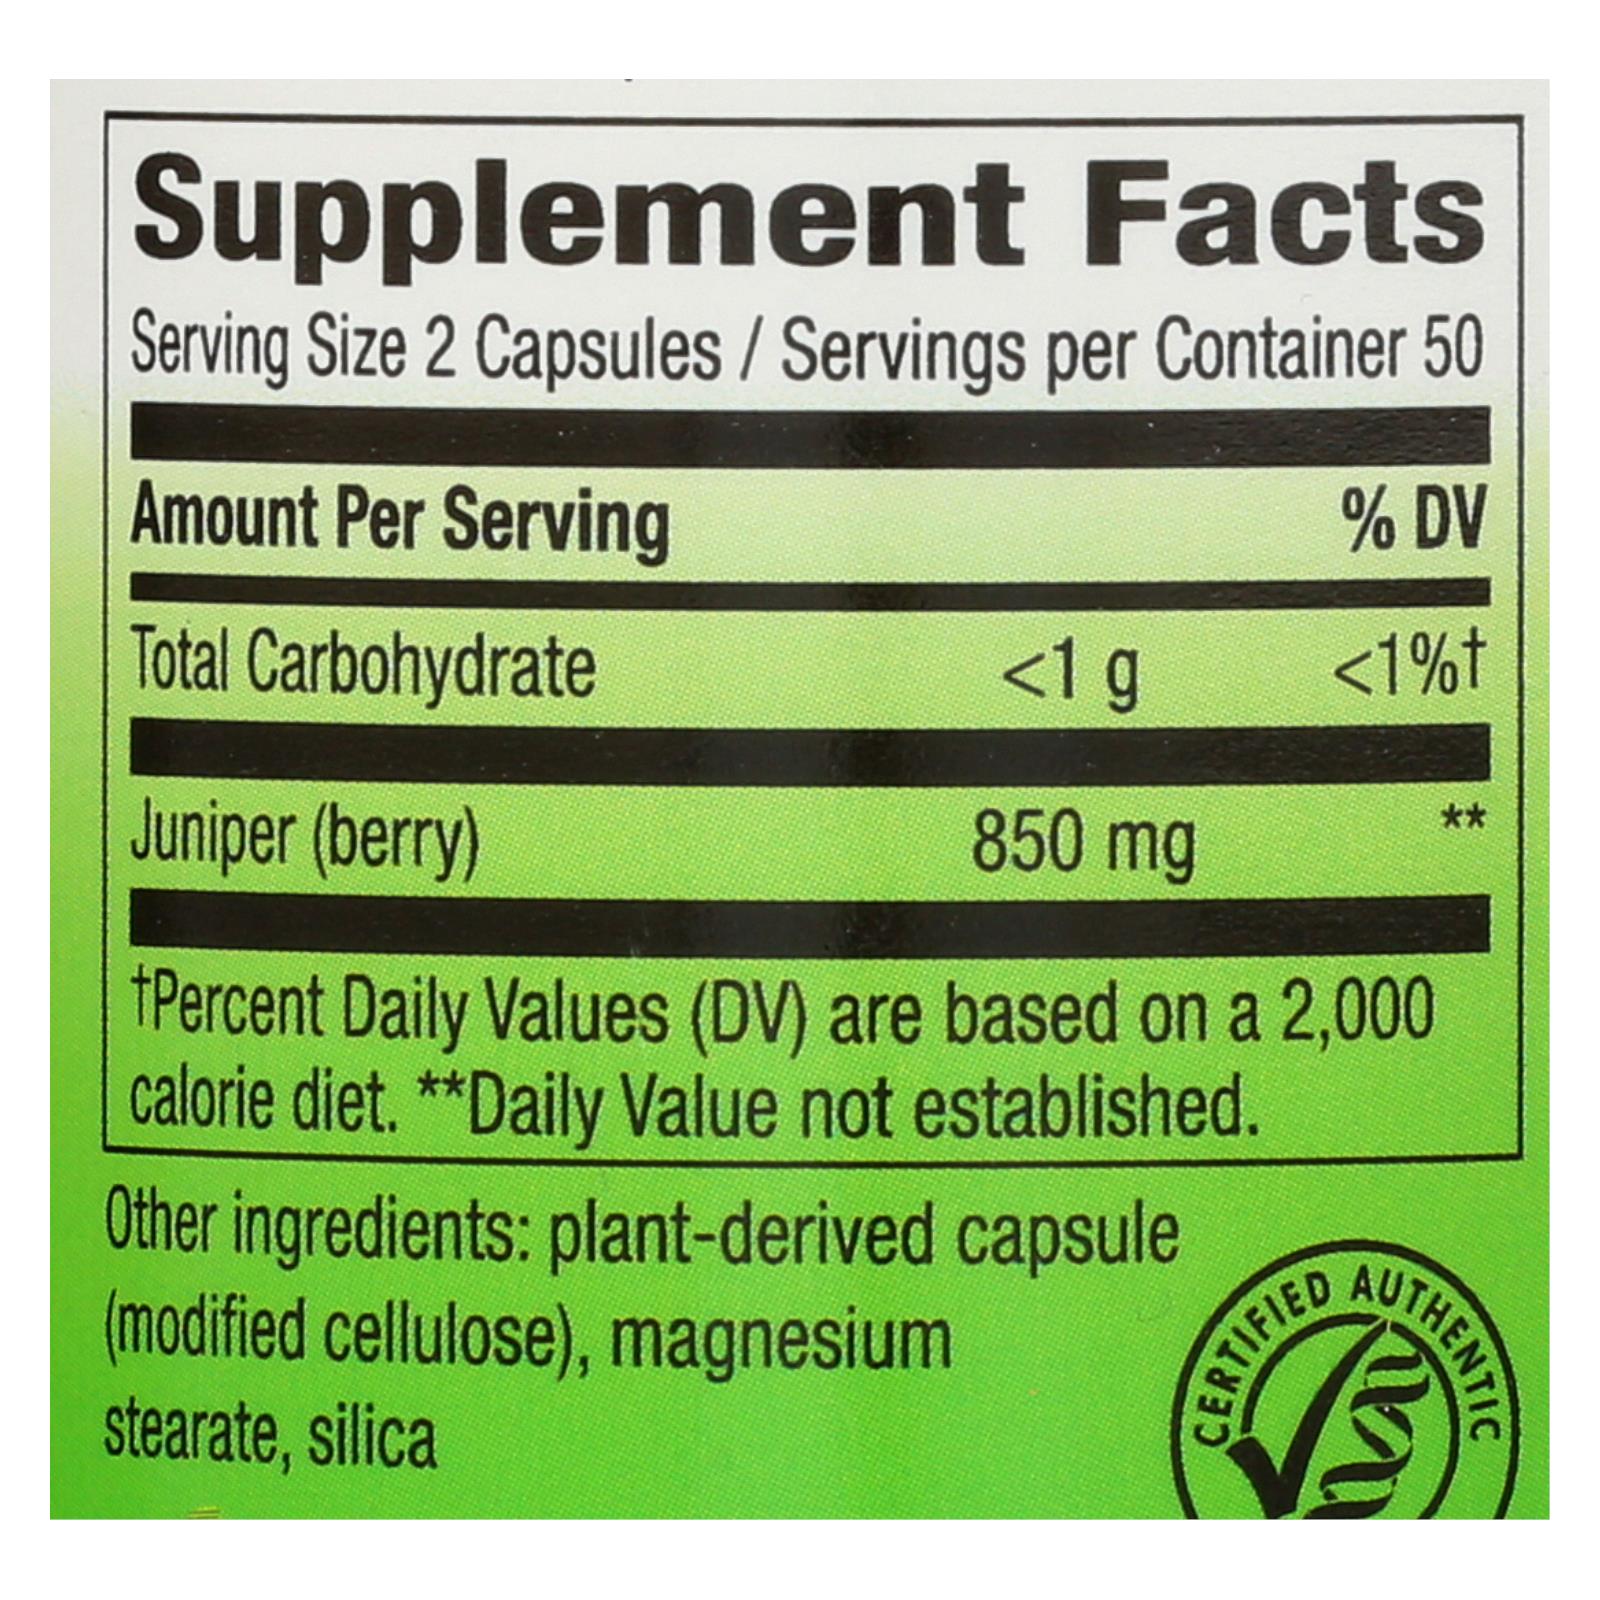 Supplement Facts
Serving Size 2 Capsules / Servings per Container 50
Amount Per Serving % DV
Total Carbohydrate <1 g <1%†
Juniper (berry) 850 mg **
†Percent Daily Values (DV) are based on a 2,000
calorie diet. **Daily Value not established.
Other ingredients: plant-derived capsule
(modified cellulose), magnesium
stearate, silica
CERTIFIED AUTHENTIC